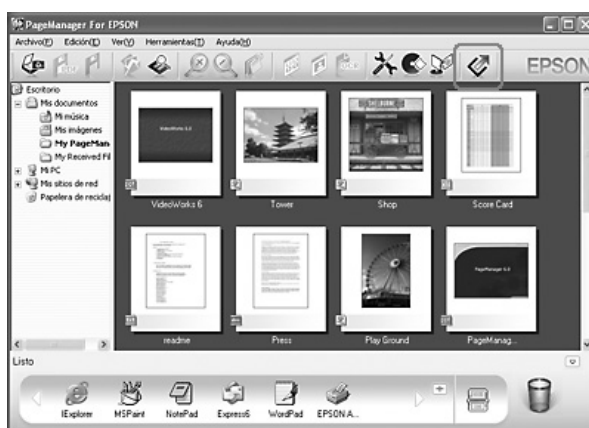 PageManager For EPSON
Archivo(F) Edición(E) Ver(V) Herramientas(T) Ayuda(H)
EPSON
Escritorio
Mis documentos
Mi música
Mis imágenes
My PageMan
My Received Fi
Mi PC
Mis sitios de red
Papelera de reciclaj
VideoWorks 6 Tower Shop Score Card
readme Press Play Ground PageManag...
Listo
IExplorer MSPaint NotePad Express6 WordPad EPSON A...